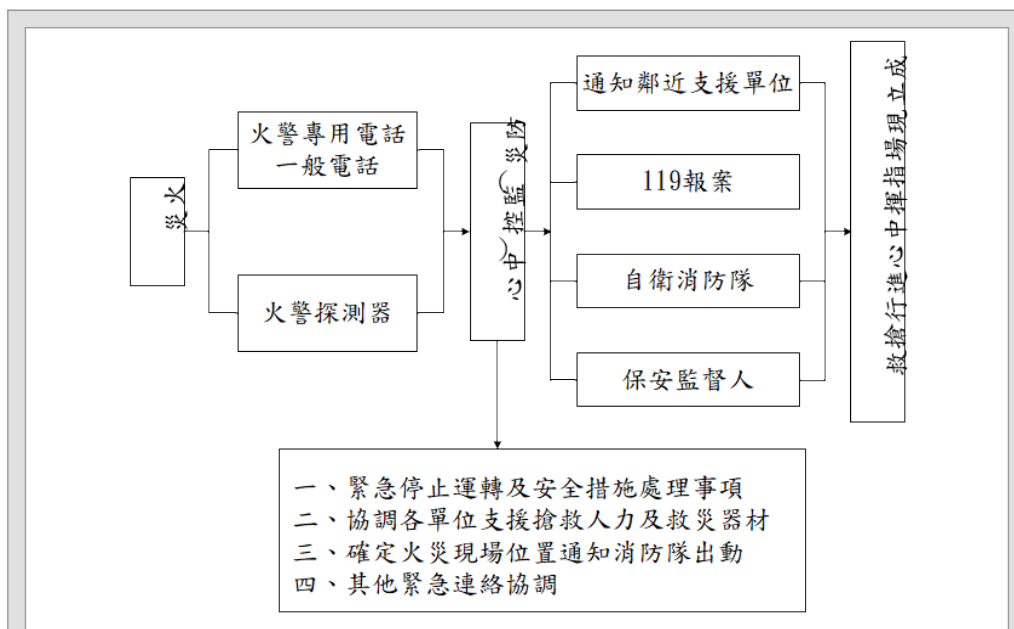 火災
火警專用電話
一般電話
火警探測器
防災(監控)中心
通知鄰近支援單位
119報案
自衛消防隊
保安監督人
成立現場指揮中心進行搶救
一、緊急停止運轉及安全措施處理事項
二、協調各單位支援搶救人力及救災器材
三、確定火災現場位置通知消防隊出動
四、其他緊急連絡協調